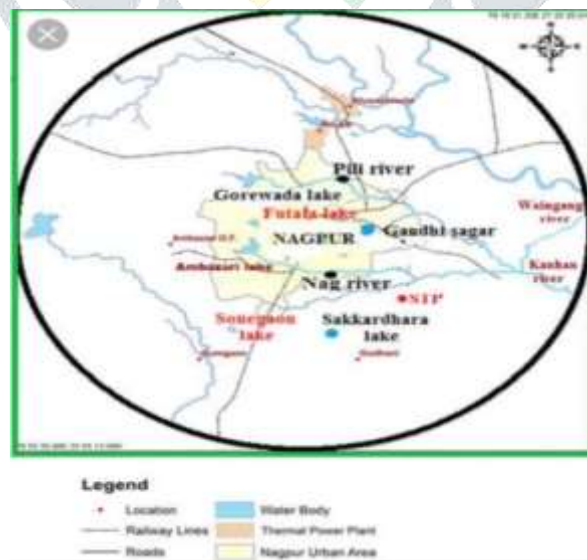 Pili river
Gorewada lake
Futala lake
Waingang
river
NAGPUR
Gandhi sagar
Ambazari lake
Kanhan
river
Nag river
STP
Sonegaon
lake
Sakkardhara
lake
Legend
Location
Water Body
Railway Lines
Thermal Power Plant
Roads
Nagpur Urban Area